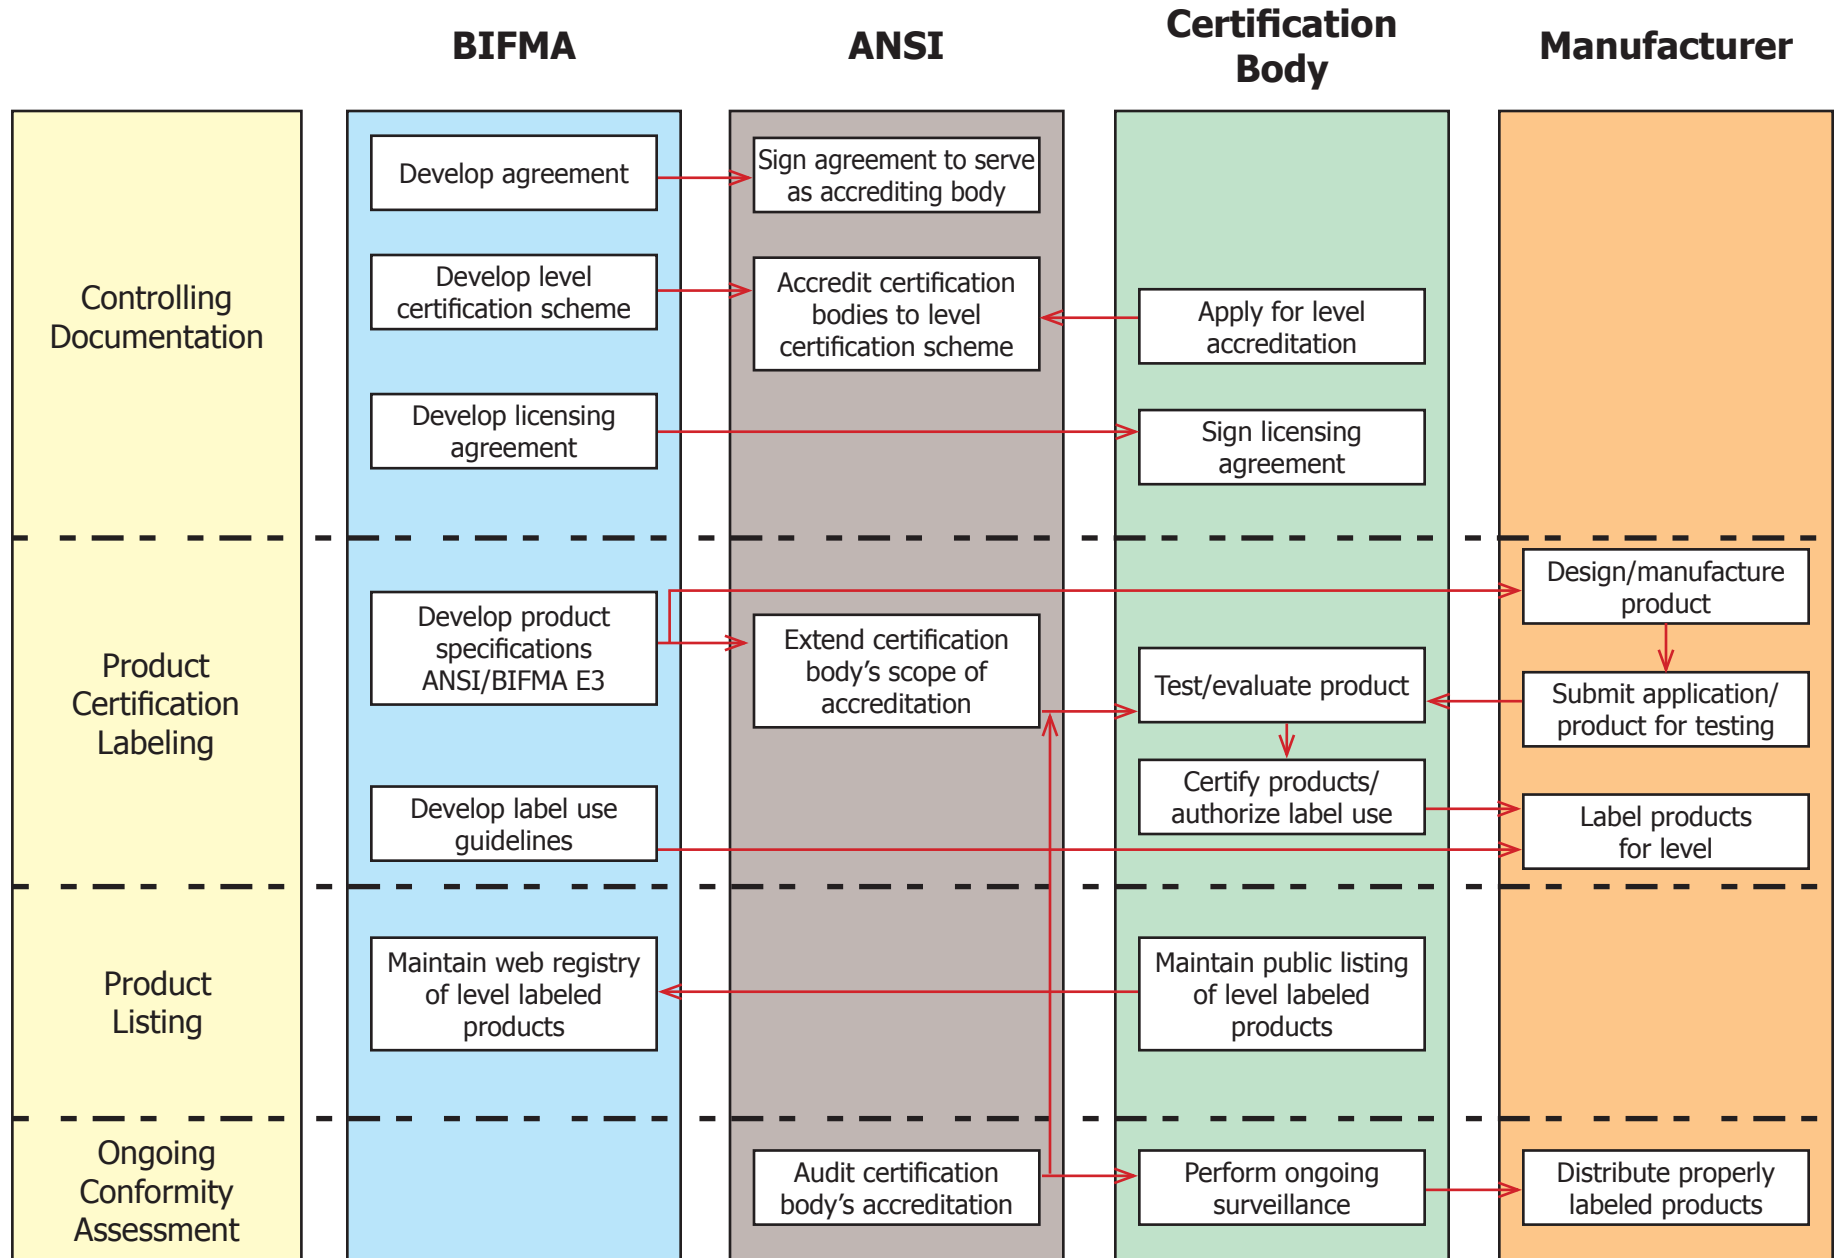 BIFMA
ANSI
Certification
Body
Manufacturer
Controlling
Documentation
Develop agreement
Sign agreement to serve
as accrediting body
Develop level
certification scheme
Accredit certification
bodies to level
certification scheme
Apply for level
accreditation
Develop licensing
agreement
Sign licensing
agreement
Product
Certification
Labeling
Develop product
specifications
ANSI/BIFMA E3
Extend certification
body’s scope of
accreditation
Test/evaluate product
Design/manufacture
product
Submit application/
product for testing
Certify products/
authorize label use
Develop label use
guidelines
Label products
for level
Product
Listing
Maintain web registry
of level labeled
products
Maintain public listing
of level labeled
products
Ongoing
Conformity
Assessment
Audit certification
body’s accreditation
Perform ongoing
surveillance
Distribute properly
labeled products